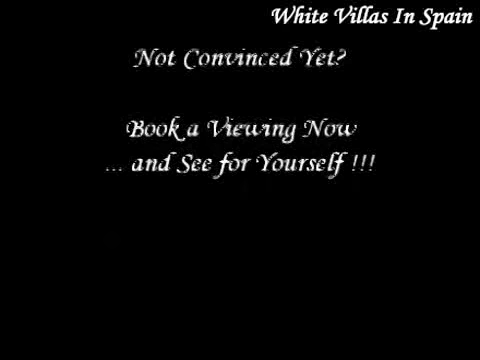 White Villas In Spain
Not Convinced Yet?
Book a Viewing Now
... and See for Yourself !!!